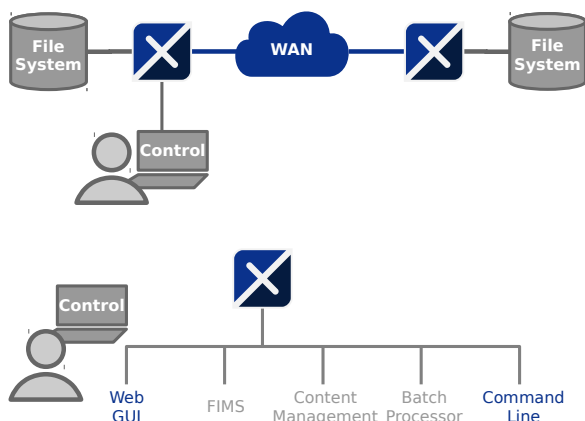 File
System
WAN
File
System
Control
Control
Web
GUI
FIMS
Content
Management
Batch
Processor
Command
Line